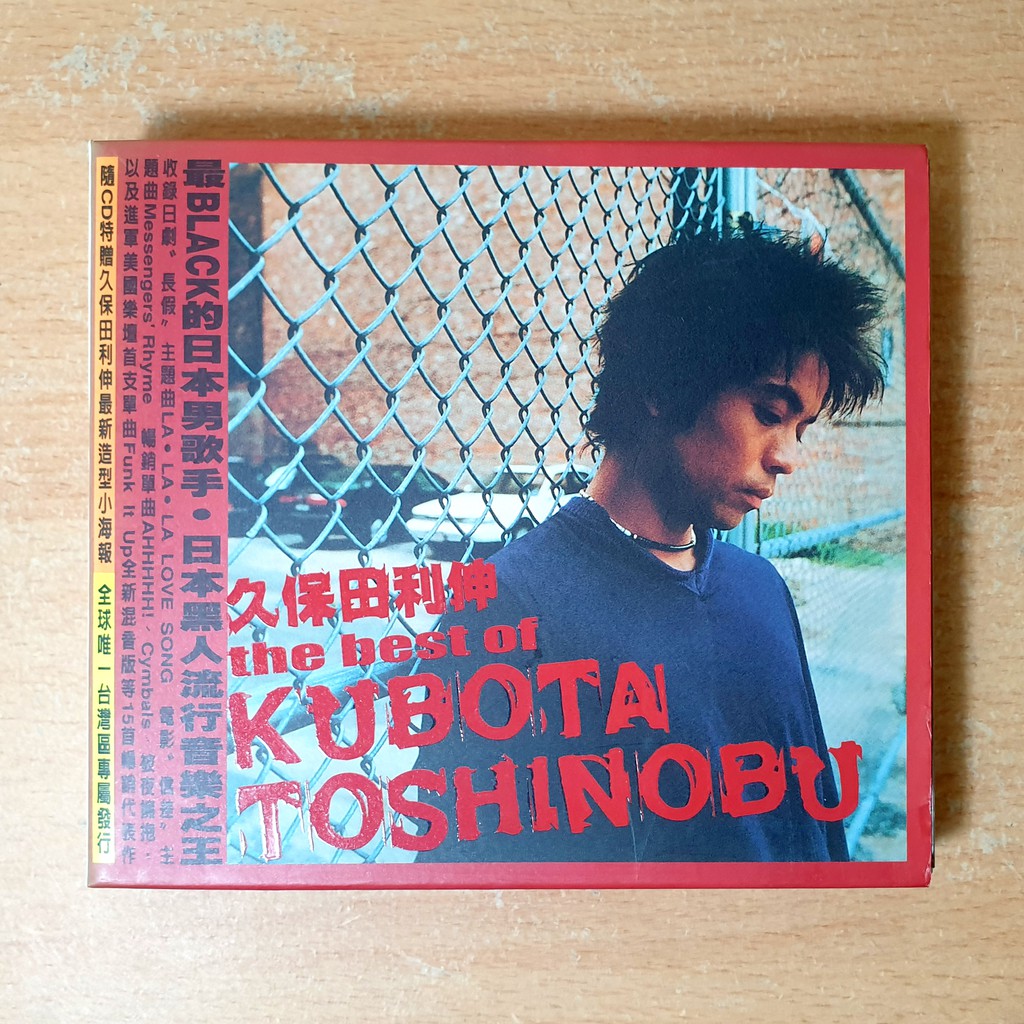 最BLACK的日本男歌手•日本黑人流行音樂之王
收錄日劇〝長假〞主題曲LA•LA•LA LOVE SONG 電影〝信差〞主
題曲Messengers' Rhyme 暢銷單曲AHHHHH!、Cymbals、夜夜擁抱、
以及進軍美國樂壇首支單曲Funk It Up全新混音版等15首暢銷代表作
隨CD特贈久保田利伸最新造型小海報 全球唯一台灣區專屬發行
久保田利伸
the best of
KUBOTA
TOSHINOBU